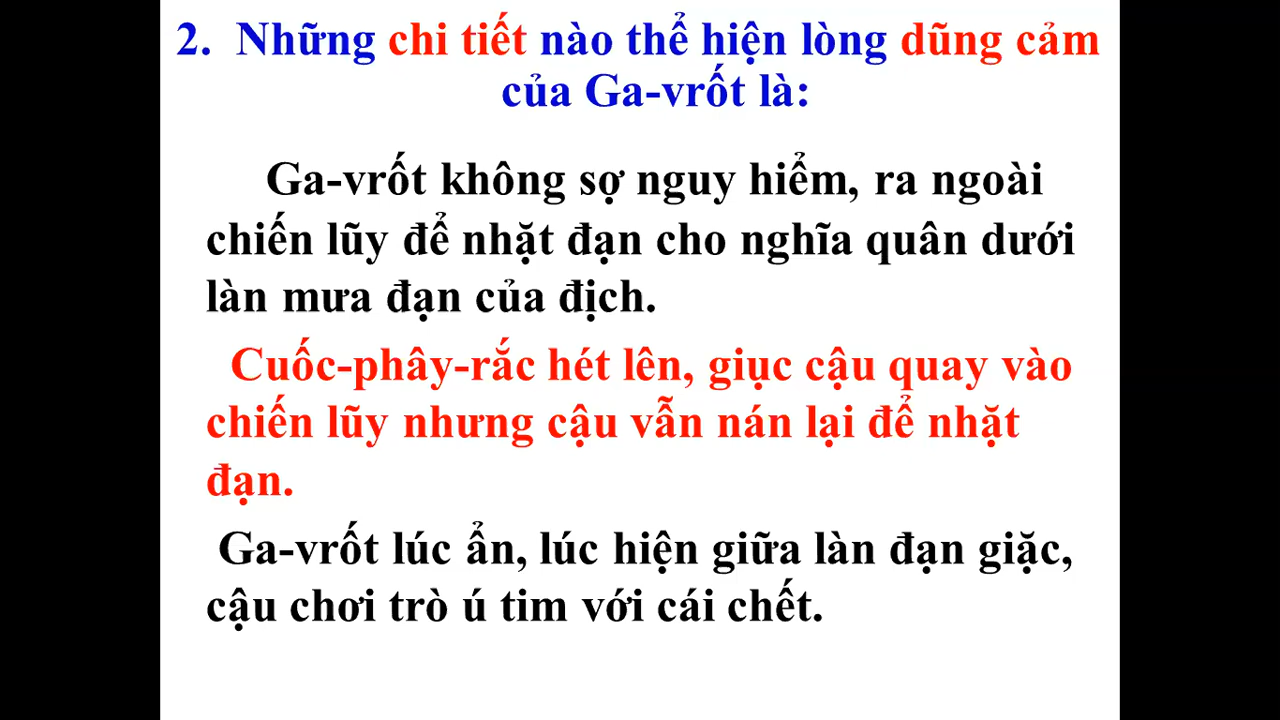 2. Những chi tiết nào thể hiện lòng dũng cảm
của Ga-vrốt là:
Ga-vrốt không sợ nguy hiểm, ra ngoài
chiến lũy để nhặt đạn cho nghĩa quân dưới
làn mưa đạn của địch.
Cuốc-phây-rắc hét lên, giục cậu quay vào
chiến lũy nhưng cậu vẫn nán lại để nhặt
đạn.
Ga-vrốt lúc ẩn, lúc hiện giữa làn đạn giặc,
cậu chơi trò ú tim với cái chết.